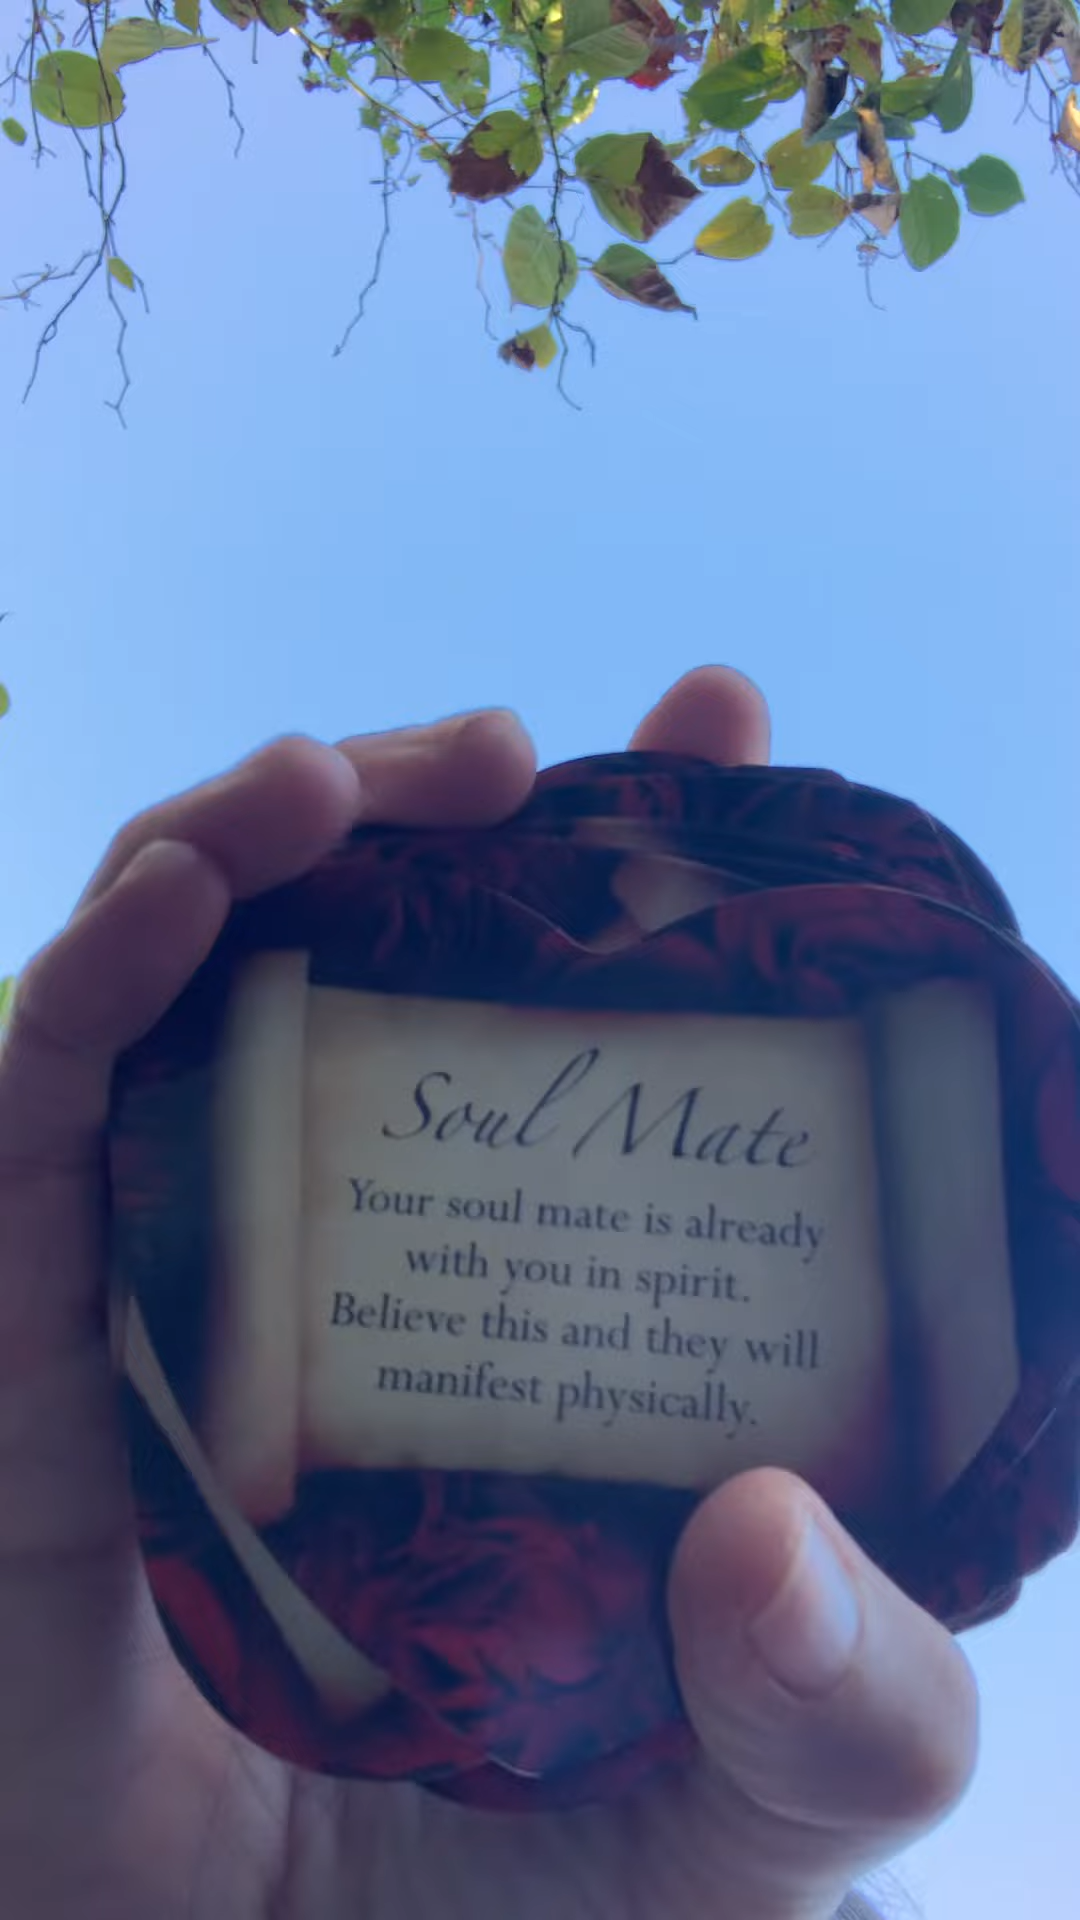 Soul Mate
Your soul mate is already
with you in spirit.
Believe this and they will
manifest physically.